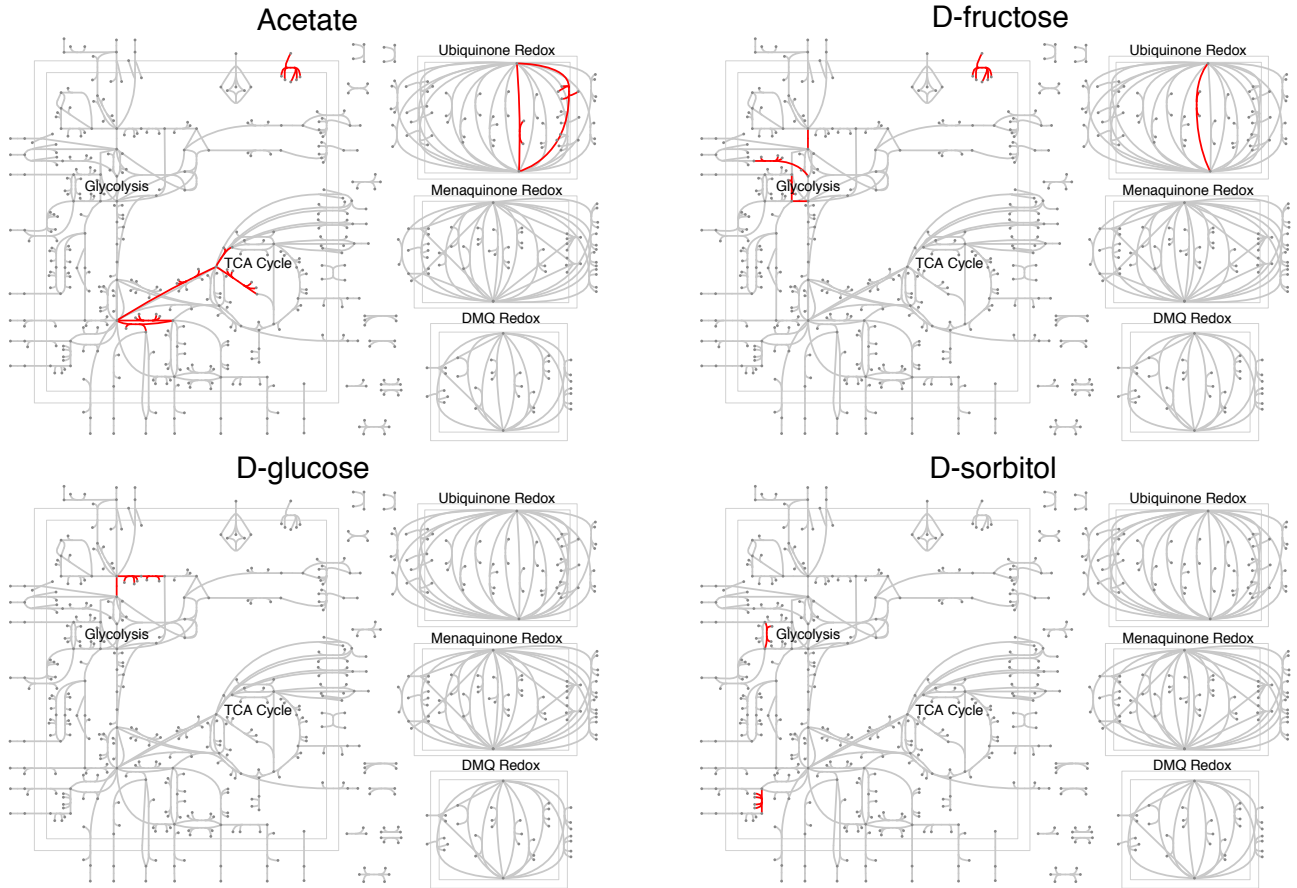 Acetate
Ubiquinone Redox
Glycolysis
Menaquinone Redox
TCA Cycle
DMQ Redox
D-fructose
Ubiquinone Redox
Glycolysis
Menaquinone Redox
TCA Cycle
DMQ Redox
D-glucose
Ubiquinone Redox
Glycolysis
Menaquinone Redox
TCA Cycle
DMQ Redox
D-sorbitol
Ubiquinone Redox
Glycolysis
Menaquinone Redox
TCA Cycle
DMQ Redox